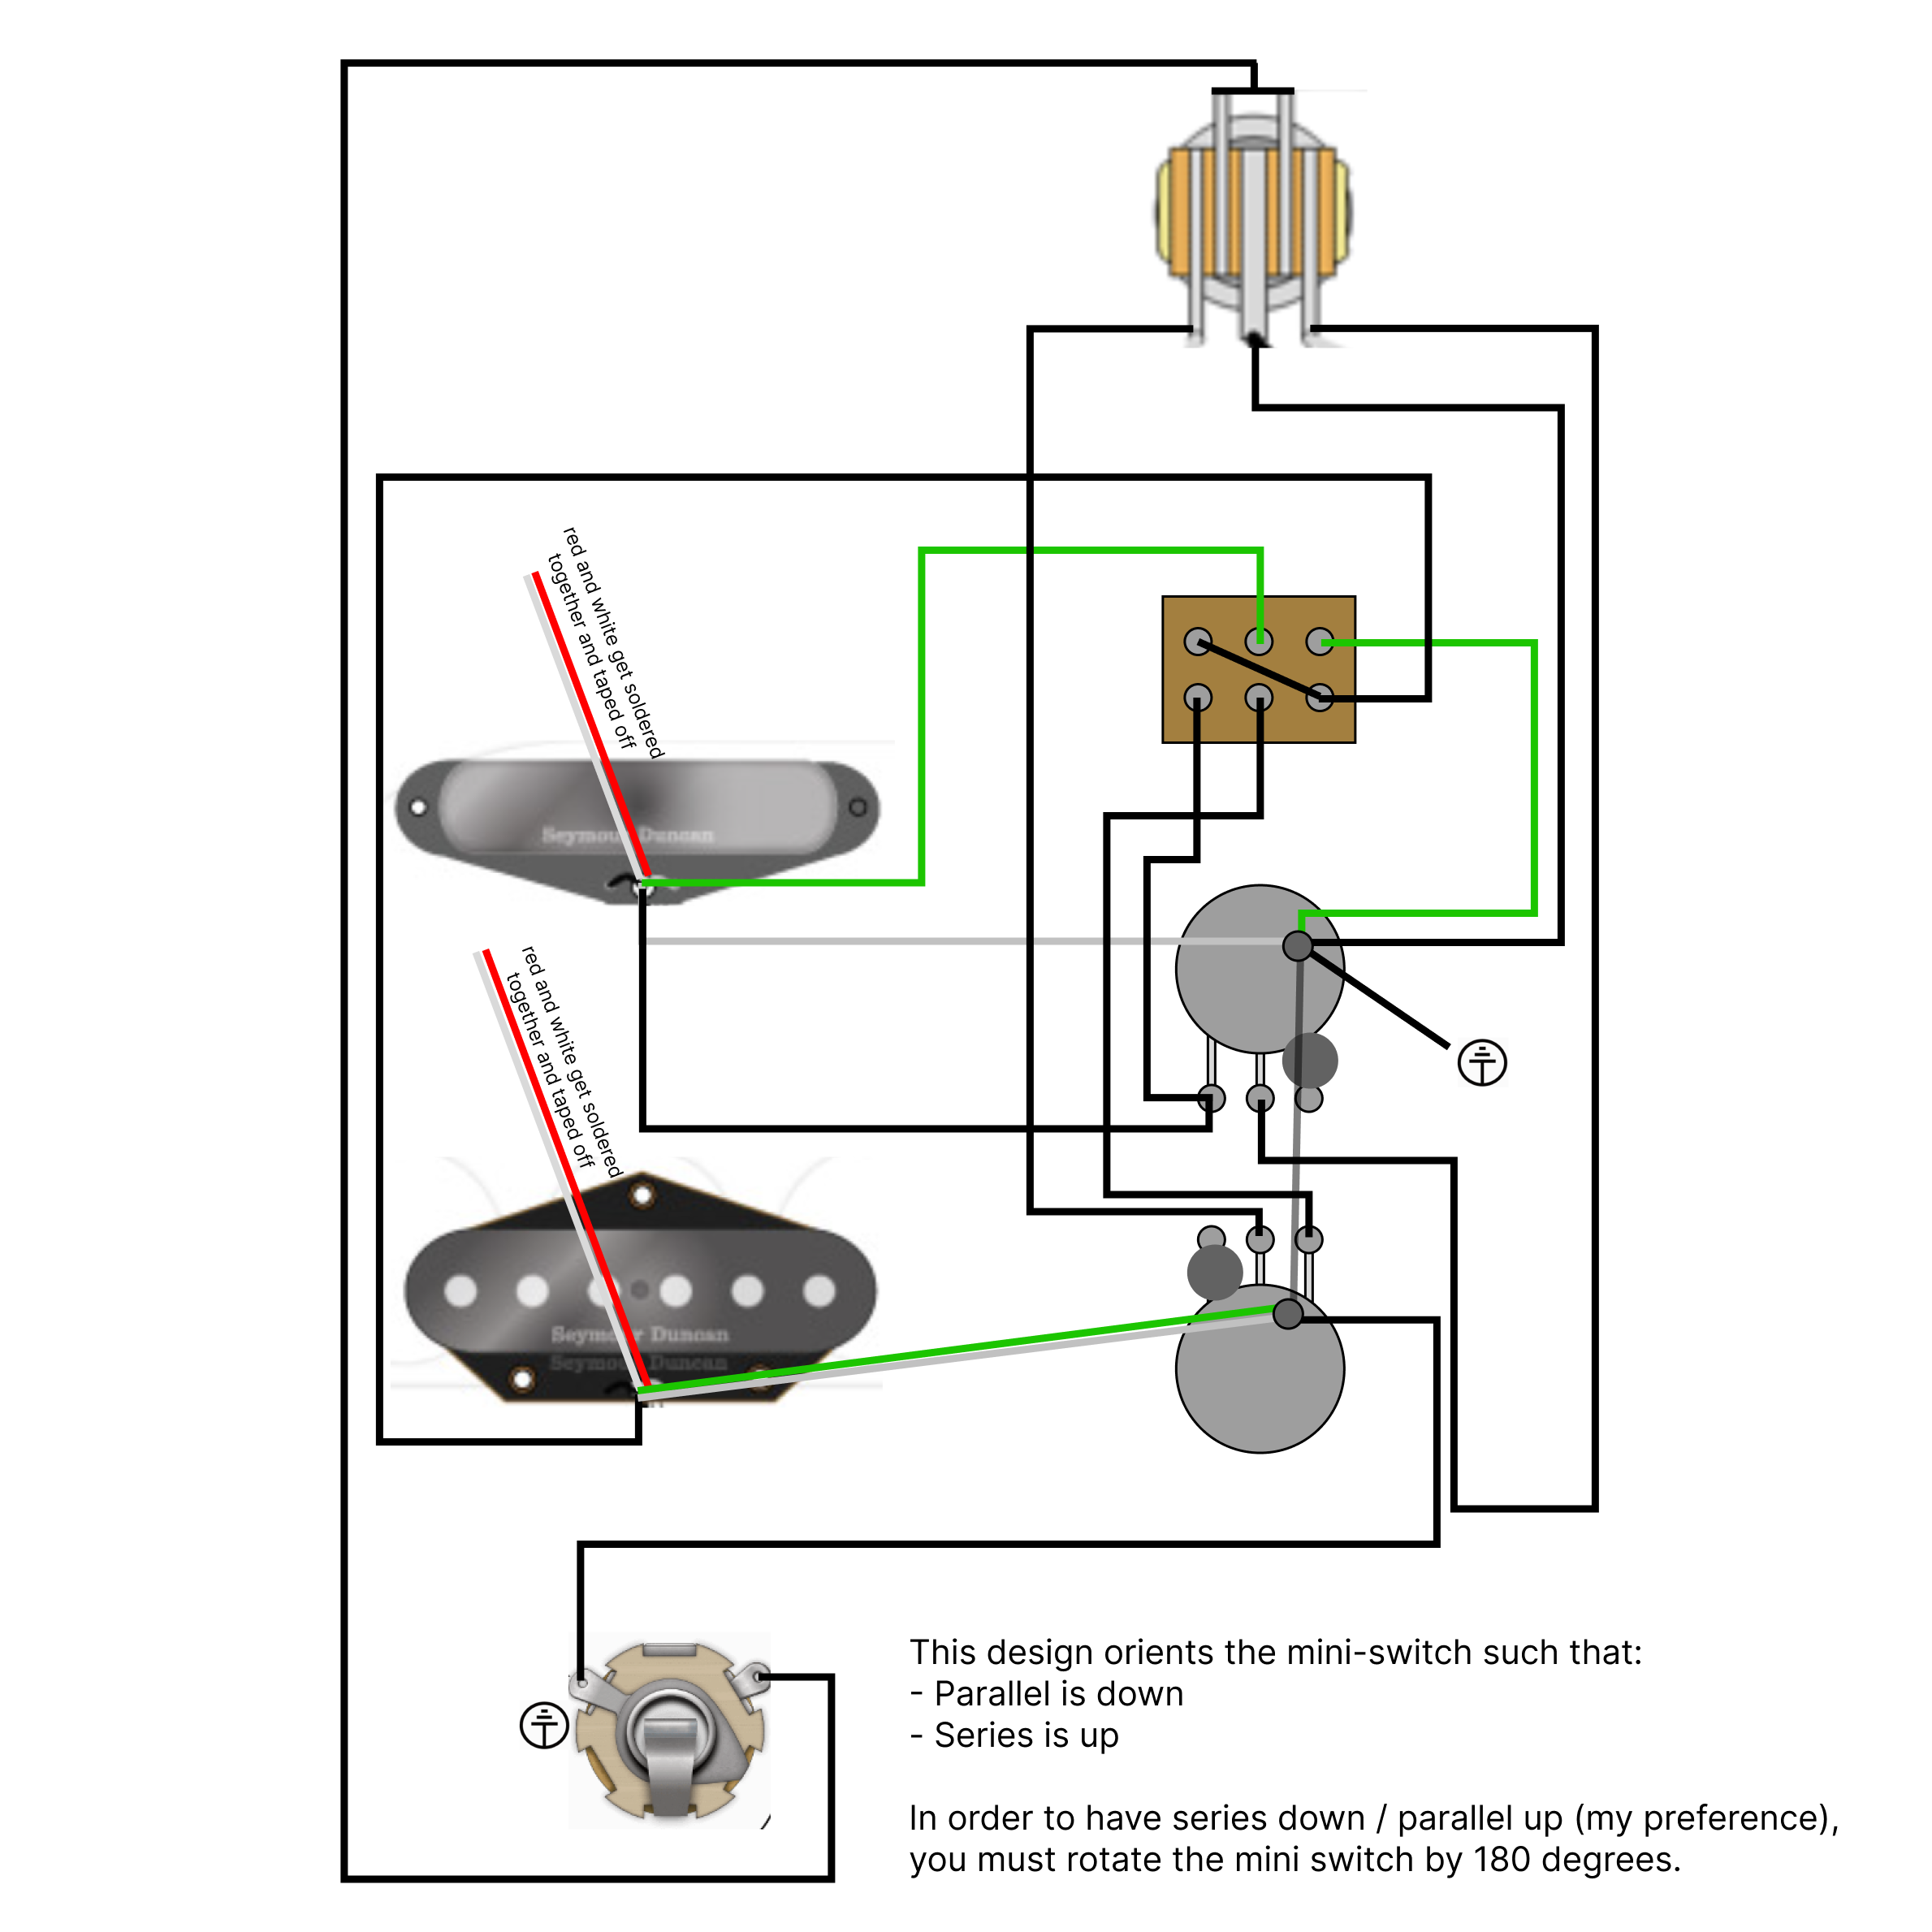 red and white get soldered
together and taped off
Seymour Duncan
red and white get soldered
together and taped off
Seymour Duncan
Seymour Duncan
This design orients the mini-switch such that:
- Parallel is down
- Series is up
In order to have series down / parallel up (my preference),
you must rotate the mini switch by 180 degrees.